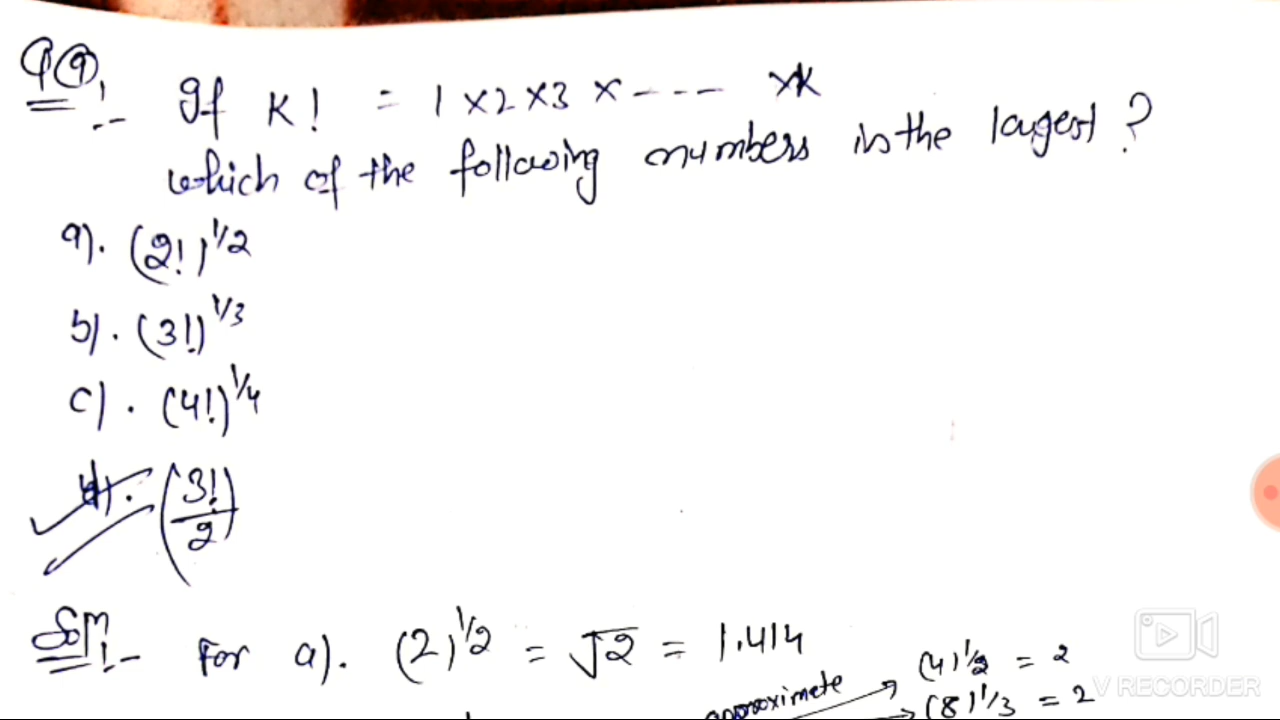 Q9.
If K! = 1 x 2 x 3 x ---- x K
which of the following numbers is the largest ?
a). (2!)^1/2
b). (3!)^1/3
c). (4!)^1/4
d). (3!/2)
Sol:- For a). (2)^1/2 = √2 = 1.414
approximate
(4)^1/2 = 2
(8)^1/3 = 2
V RECORDER